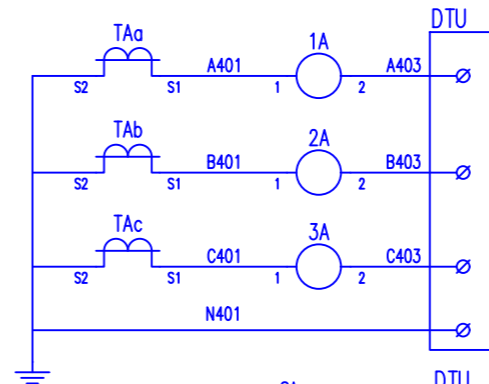 DTU
TAa 1A
A401 A403
S2 S1 1 2
TAb 2A
B401 B403
S2 S1 1 2
TAc 3A
C401 C403
S2 S1 1 2
N401
DTU